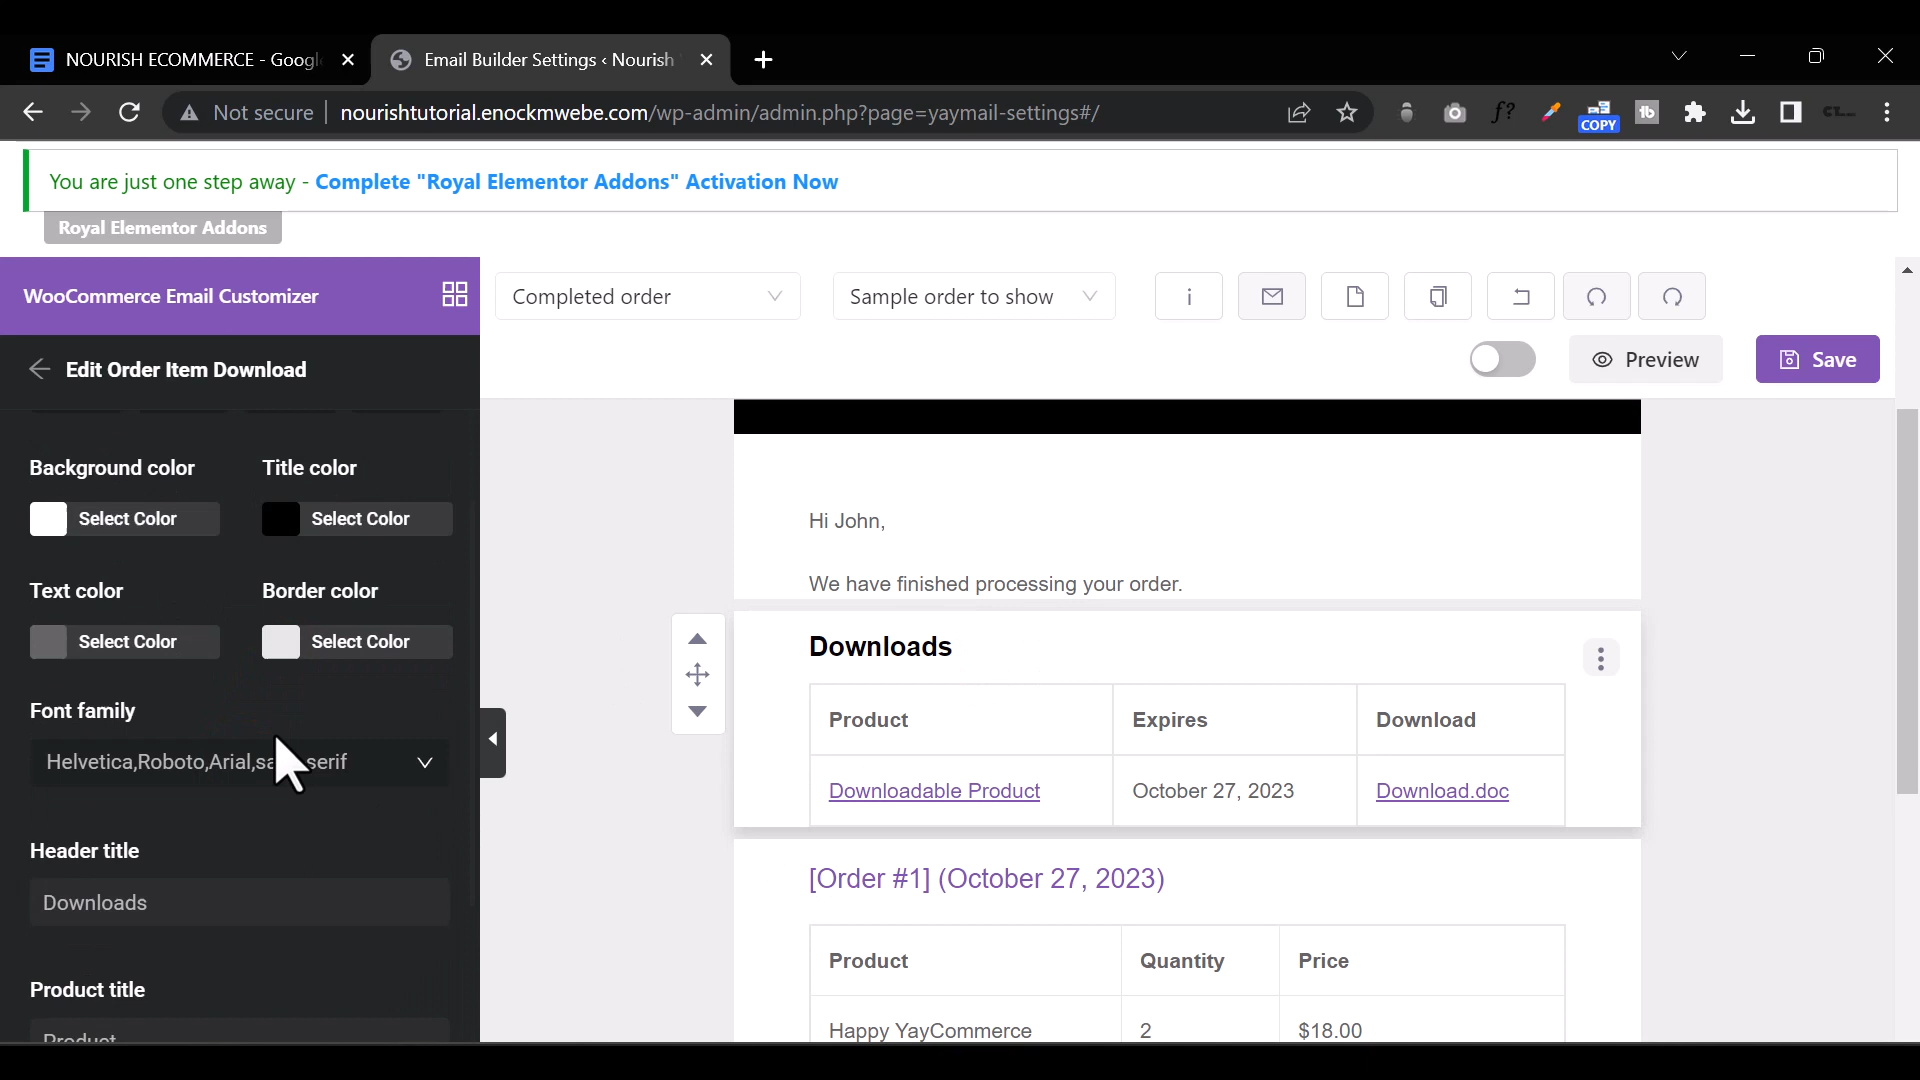 NOURISH ECOMMERCE - Googl
Email Builder Settings ‹ Nourish
Not secure
nourishtutorial.enockmwebe.com/wp-admin/admin.php?page=yaymail-settings#/
f?
COPY
tb
You are just one step away - Complete "Royal Elementor Addons" Activation Now
Royal Elementor Addons
WooCommerce Email Customizer
Completed order
Sample order to show
i
Preview
Save
Edit Order Item Download
Background color
Title color
Select Color
Select Color
Text color
Border color
Select Color
Select Color
Font family
Helvetica,Roboto,Arial,sa serif
Header title
Downloads
Product title
Product
Hi John,
We have finished processing your order.
Downloads
Product
Expires
Download
Downloadable Product
October 27, 2023
Download.doc
[Order #1] (October 27, 2023)
Product
Quantity
Price
Happy YayCommerce
2
$18.00